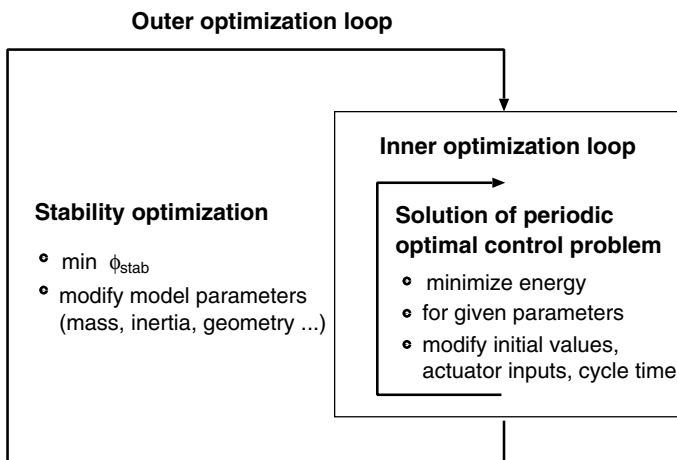 Outer optimization loop
Inner optimization loop
Stability optimization
min ϕstab
modify model parameters
(mass, inertia, geometry ...)
Solution of periodic
optimal control problem
minimize energy
for given parameters
modify initial values,
actuator inputs, cycle time